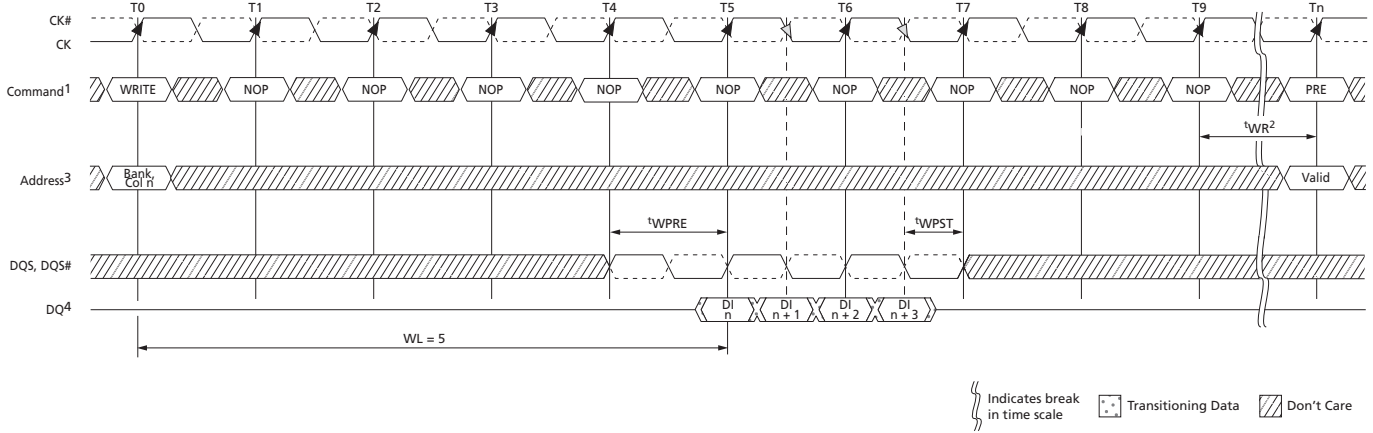 T0 T1 T2 T3 T4 T5 T6 T7 T8 T9 Tn
CK#
CK
Command1 WRITE NOP NOP NOP NOP NOP NOP NOP NOP NOP PRE
tWR2
Address3 Bank, Col n Valid
tWPRE tWPST
DQS, DQS#
DQ4 DI n DI n + 1 DI n + 2 DI n + 3
WL = 5
Indicates break in time scale
Transitioning Data
Don't Care